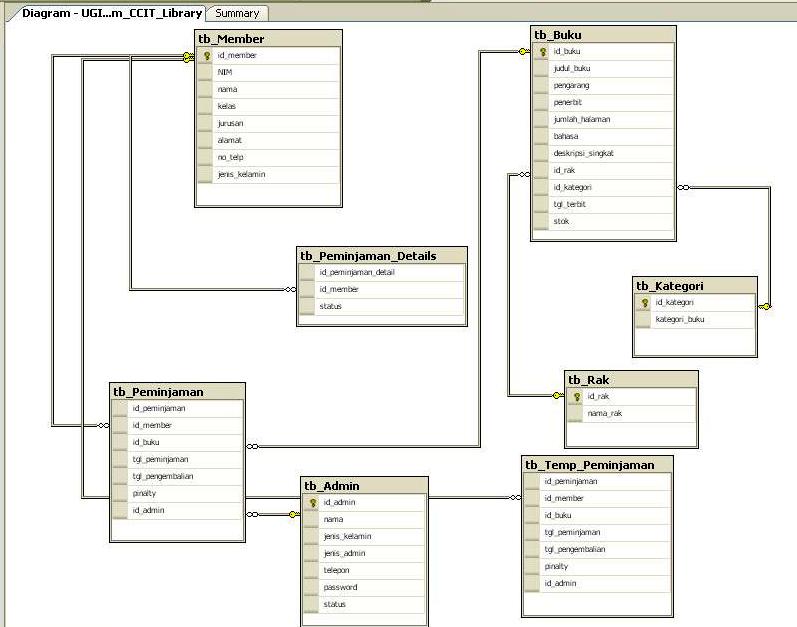 Diagram - UGI...m_CCIT_Library
Summary
tb_Member
id_member
NIM
nama
kelas
jurusan
alamat
no_telp
jenis_kelamin
tb_Buku
id_buku
judul_buku
pengarang
penerbit
jumlah_halaman
bahasa
deskripsi_singkat
id_rak
id_kategori
tgl_terbit
stok
tb_Peminjaman_Details
id_peminjaman_detail
id_member
status
tb_Kategori
id_kategori
kategori_buku
tb_Rak
id_rak
nama_rak
tb_Peminjaman
id_peminjaman
id_member
id_buku
tgl_peminjaman
tgl_pengembalian
pinalty
id_admin
tb_Admin
id_admin
nama
jenis_kelamin
jenis_admin
telepon
password
status
tb_Temp_Peminjaman
id_peminjaman
id_member
id_buku
tgl_peminjaman
tgl_pengembalian
pinalty
id_admin